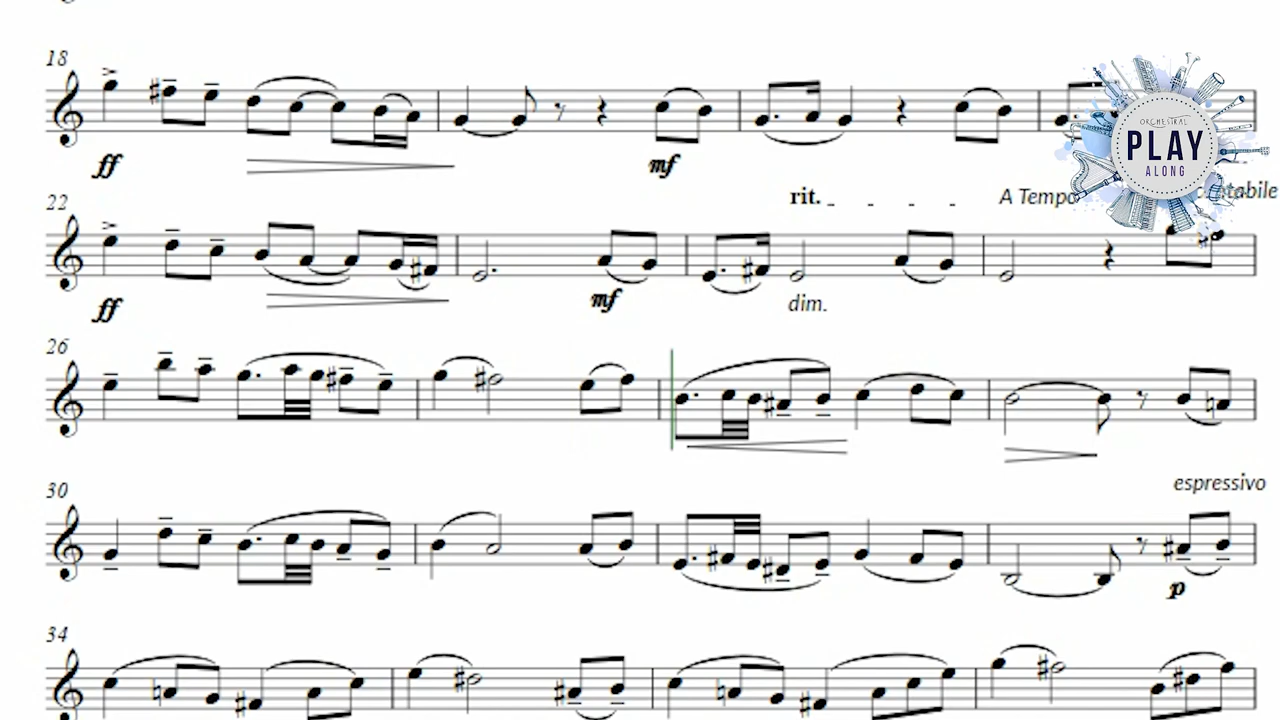 18
ORCHESTRAL
PLAY
ALONG
ff
mf
rit.
A Tempo
22
ff
mf
dim.
26
30
espressivo
p
34